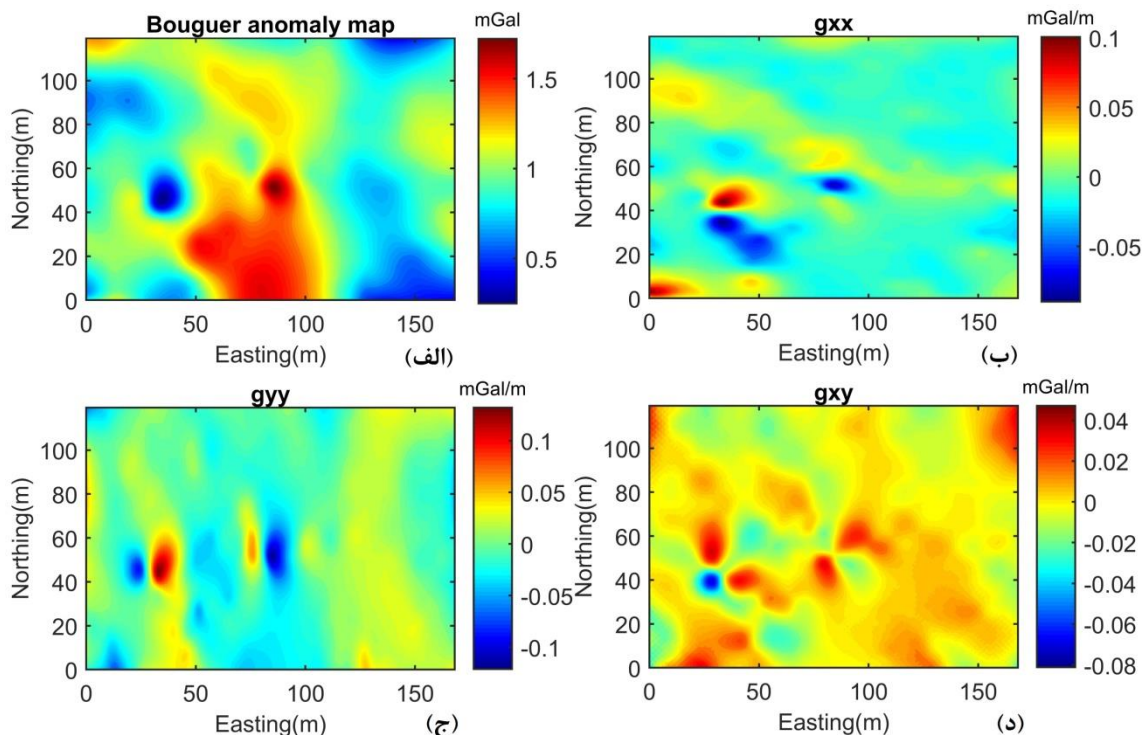 Bouguer anomaly map
mGal
1.5
1
0.5
Northing(m)
100
80
60
40
20
0
0 50 100 150
Easting(m)
(الف)
gxx
mGal/m
0.1
0.05
0
-0.05
Northing(m)
100
80
60
40
20
0
0 50 100 150
Easting(m)
(ب)
gyy
mGal/m
0.1
0.05
0
-0.05
-0.1
Northing(m)
100
80
60
40
20
0
0 50 100 150
Easting(m)
(ج)
gxy
mGal/m
0.04
0.02
0
-0.02
-0.04
-0.06
-0.08
Northing(m)
100
80
60
40
20
0
0 50 100 150
Easting(m)
(د)